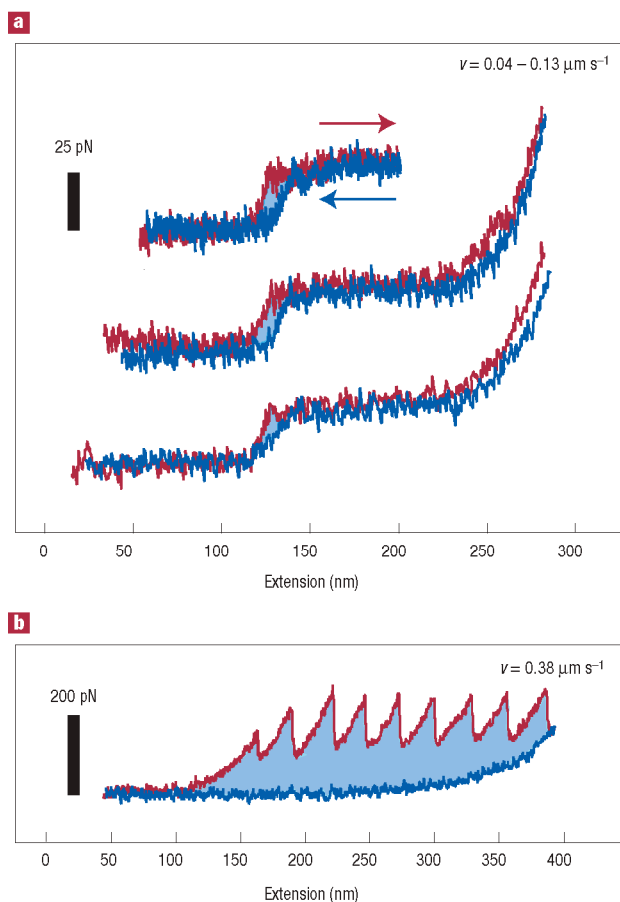 a
v = 0.04 – 0.13 µm s⁻¹
25 pN
0 50 100 150 200 250 300
Extension (nm)
b
v = 0.38 µm s⁻¹
200 pN
0 50 100 150 200 250 300 350 400
Extension (nm)